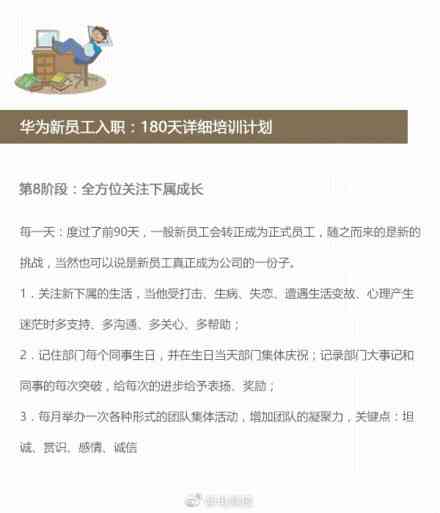 华为新员工入职：180天详细培训计划
第8阶段：全方位关注下属成长
每一天：度过了前90天，一般新员工会转正成为正式员工，随之而来的是新的
挑战，当然也可以说是新员工真正成为公司的一份子。
1．关注新下属的生活，当他受打击、生病、失恋、遭遇生活变故、心理产生
迷茫时多支持、多沟通、多关心、多帮助；
2．记住部门每个同事生日，并在生日当天部门集体庆祝；记录部门大事记和
同事的每次突破，给每次的进步给予表扬、奖励；
3．每月举办一次各种形式的团队集体活动，增加团队的凝聚力，关键点：坦
诚、赏识、感情、诚信